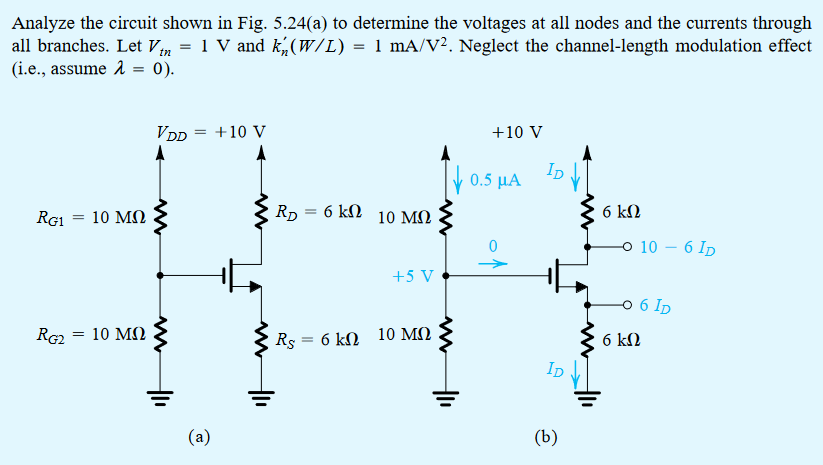 Analyze the circuit shown in Fig. 5.24(a) to determine the voltages at all nodes and the currents through
all branches. Let V_tn = 1 V and k′_n(W/L) = 1 mA/V². Neglect the channel-length modulation effect
(i.e., assume λ = 0).
V_DD = +10 V
+10 V
0.5 μA
I_D
R_G1 = 10 MΩ
R_D = 6 kΩ
10 MΩ
6 kΩ
0
10 − 6 I_D
+5 V
6 I_D
R_G2 = 10 MΩ
R_S = 6 kΩ
10 MΩ
6 kΩ
I_D
(a)
(b)